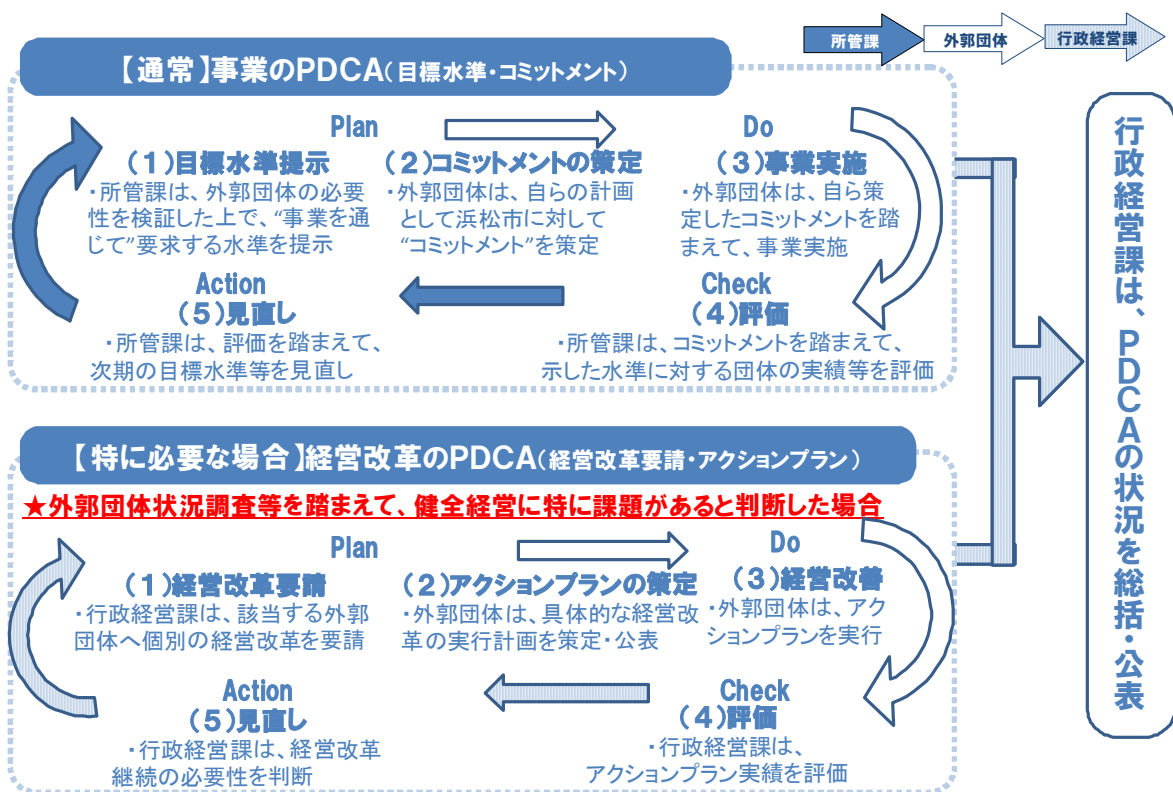 所管課
外郭団体
行政経営課
【通常】事業のPDCA(目標水準・コミットメント)
Plan
(1)目標水準提示
・所管課は、外郭団体の必要
性を検証した上で、“事業を通
じて”要求する水準を提示
(2)コミットメントの策定
・外郭団体は、自らの計画
として浜松市に対して
“コミットメント”を策定
Do
(3)事業実施
・外郭団体は、自ら策
定したコミットメントを踏
まえて、事業実施
Check
(4)評価
・所管課は、コミットメントを踏まえて、
示した水準に対する団体の実績等を評価
Action
(5)見直し
・所管課は、評価を踏まえて、
次期の目標水準等を見直し
【特に必要な場合】経営改革のPDCA(経営改革要請・アクションプラン)
★外郭団体状況調査等を踏まえて、健全経営に特に課題があると判断した場合
Plan
(1)経営改革要請
・行政経営課は、該当する外郭
団体へ個別の経営改革を要請
(2)アクションプランの策定
・外郭団体は、具体的な経営改
革の実行計画を策定・公表
Do
(3)経営改善
・外郭団体は、アク
ションプランを実行
Check
(4)評価
・行政経営課は、
アクションプラン実績を評価
Action
(5)見直し
・行政経営課は、経営改革
継続の必要性を判断
行政経営課は、PDCAの状況を総括・公表